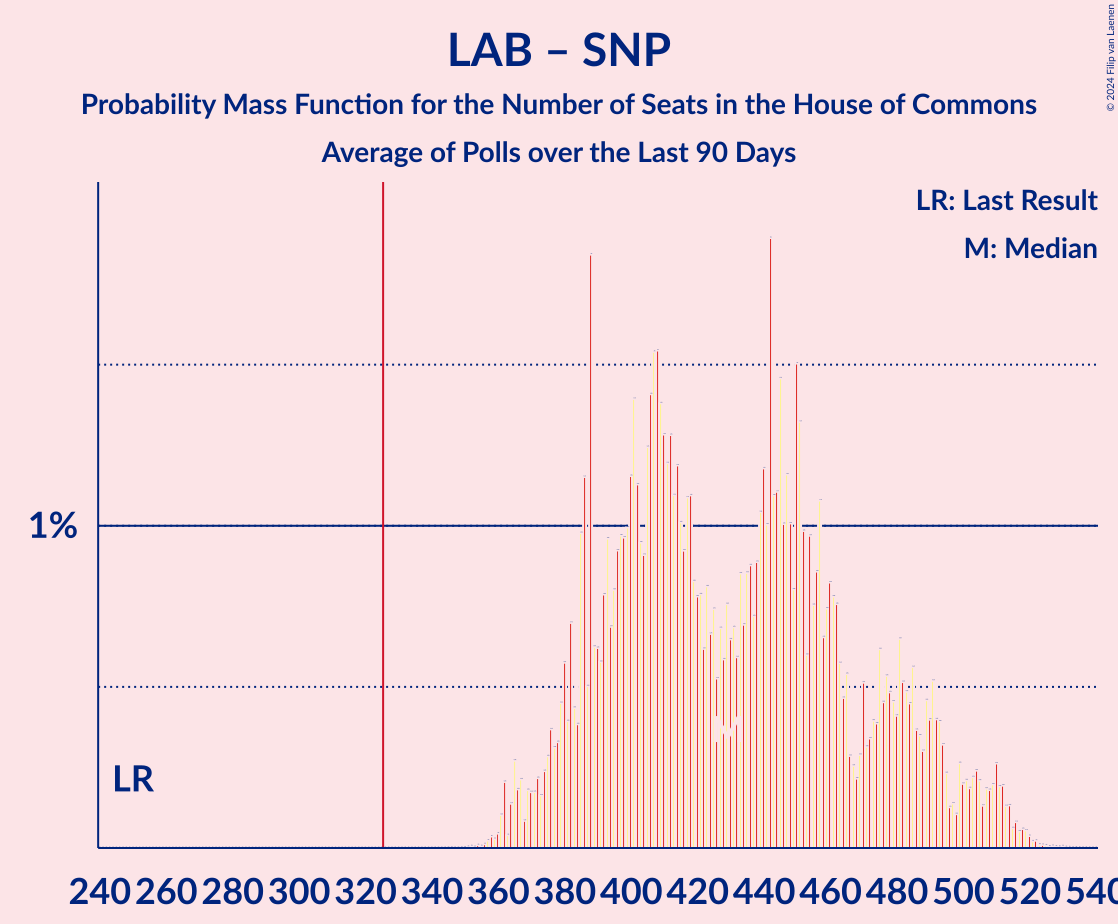 LAB – SNP
Probability Mass Function for the Number of Seats in the House of Commons
Average of Polls over the Last 90 Days
© 2024 Filip van Laenen
LR: Last Result
M: Median
1%
LR
240 260 280 300 320 340 360 380 400 420 440 460 480 500 520 540